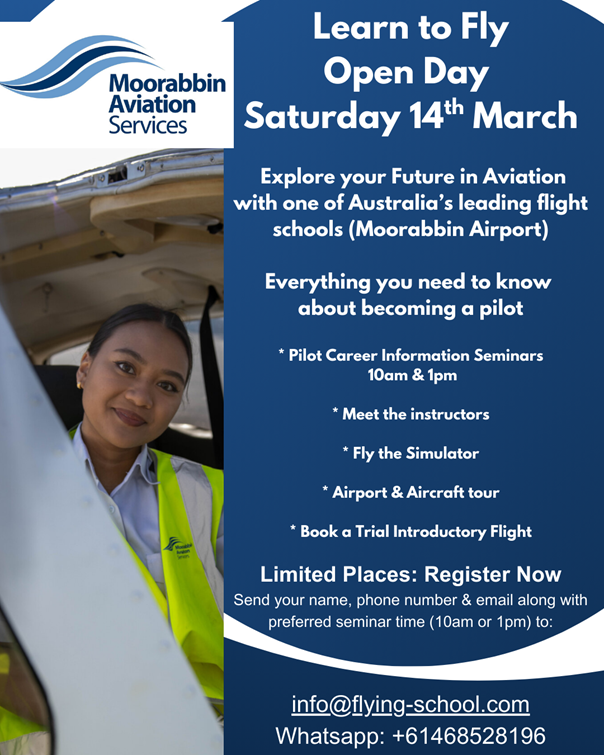 Moorabbin
Aviation
Services
Learn to Fly
Open Day
Saturday 14th March
Explore your Future in Aviation
with one of Australia's leading flight
schools (Moorabbin Airport)
Everything you need to know
about becoming a pilot
* Pilot Career Information Seminars
10am & 1pm
* Meet the instructors
* Fly the Simulator
* Airport & Aircraft tour
* Book a Trial Introductory Flight
Limited Places: Register Now
Send your name, phone number & email along with
preferred seminar time (10am or 1pm) to:
info@flying-school.com
Whatsapp: +61468528196
Moorabbin
Aviation
Services